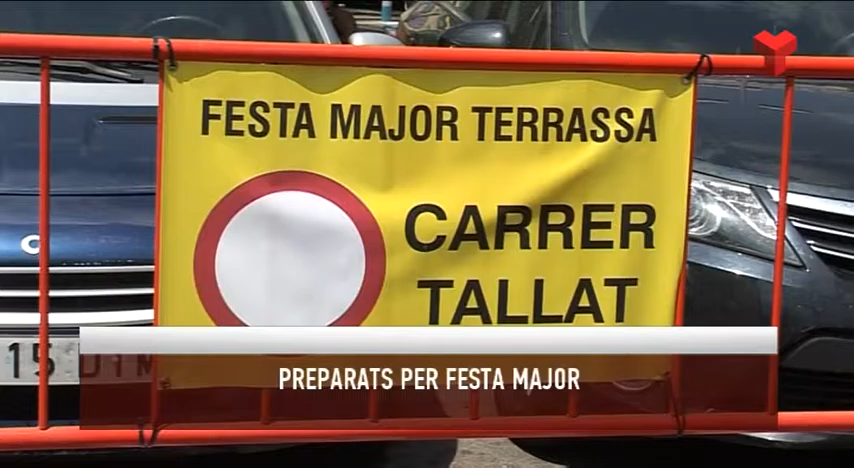 FESTA MAJOR TERRASSA
CARRER
TALLAT
PREPARATS PER FESTA MAJOR